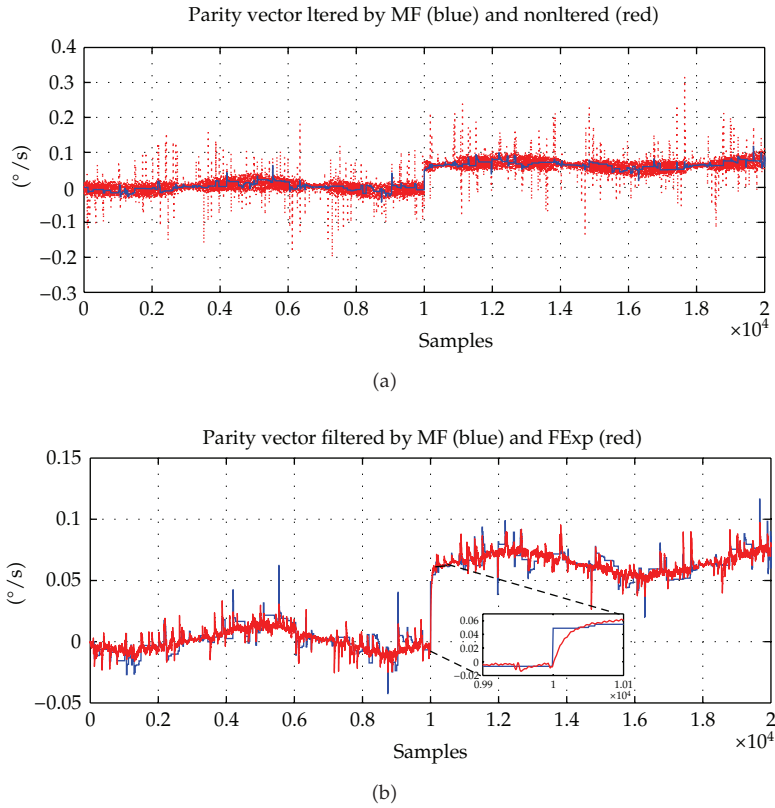 Parity vector ltered by MF (blue) and nonltered (red)
0.4
0.3
0.2
0.1
0
−0.1
−0.2
−0.3
(°/s)
0 0.2 0.4 0.6 0.8 1 1.2 1.4 1.6 1.8 2
×10⁴
Samples
(a)
Parity vector filtered by MF (blue) and FExp (red)
0.15
0.1
0.05
0
−0.05
(°/s)
0.06
0.04
0.02
0
−0.02
0.99 1 1.01
×10⁴
0 0.2 0.4 0.6 0.8 1 1.2 1.4 1.6 1.8 2
×10⁴
Samples
(b)